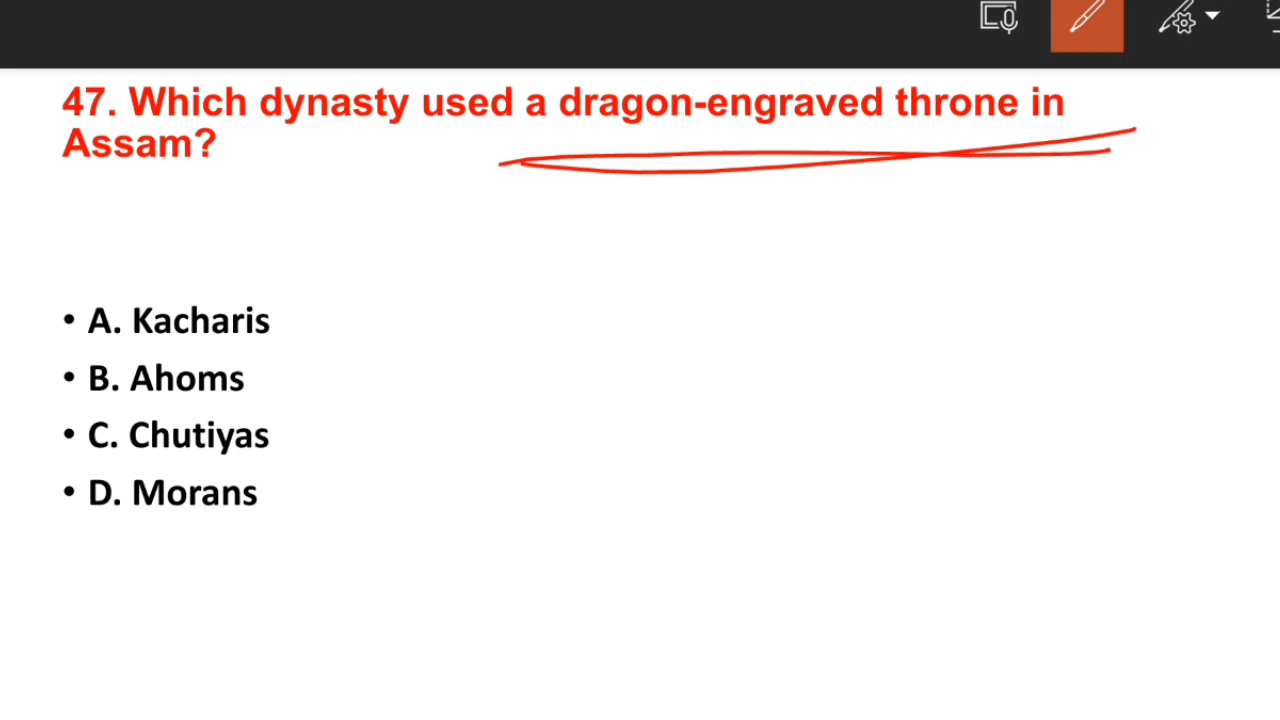 47. Which dynasty used a dragon-engraved throne in
Assam?
• A. Kacharis
• B. Ahoms
• C. Chutiyas
• D. Morans